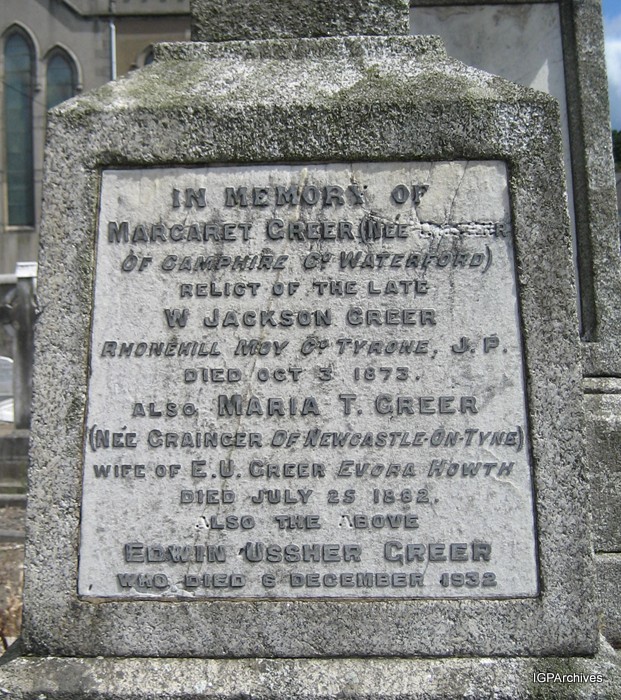 IN MEMORY OF
MARGARET GREER (NÉE
OF CAMPHIRE CO. WATERFORD)
RELICT OF THE LATE
W JACKSON GREER
RHONEHILL MOY CO. TYRONE, J. P.
DIED OCT 3 1873.
ALSO MARIA T. GREER
(NÉE GRAINGER OF NEWCASTLE-ON-TYNE)
WIFE OF E.U. GREER EVORA HOWTH
DIED JULY 25 1882.
ALSO THE ABOVE
EDWIN USSHER GREER
WHO DIED 6 DECEMBER 1932
IGPArchives